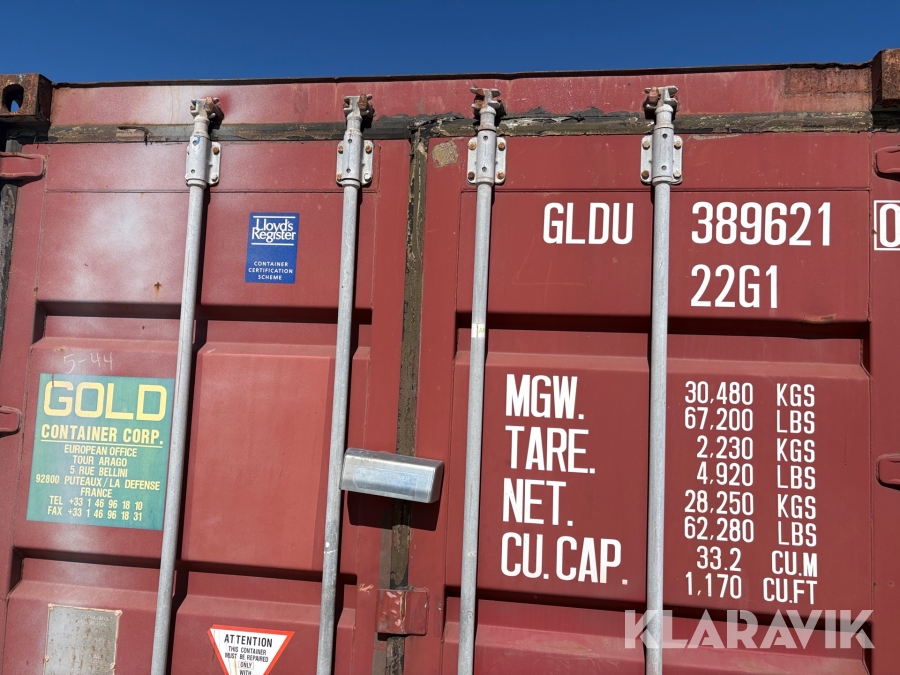 GLDU 389621 0
22G1
Lloyd's
Register
CONTAINER
CERTIFICATION
SCHEME
5-44
GOLD
CONTAINER CORP.
EUROPEAN OFFICE
TOUR ARAGO
5 RUE BELLINI
92800 PUTEAUX/LA DEFENSE
FRANCE
TEL +33 1 46 96 18 10
FAX +33 1 46 96 18 31
MGW. 30,480 KGS
67,200 LBS
TARE. 2,230 KGS
4,920 LBS
NET. 28,250 KGS
62,280 LBS
CU.CAP. 33.2 CU.M
1,170 CU.FT
ATTENTION
THIS CONTAINER
MUST BE REPAIRED
(ONLY)
WITH
KLARAVIK